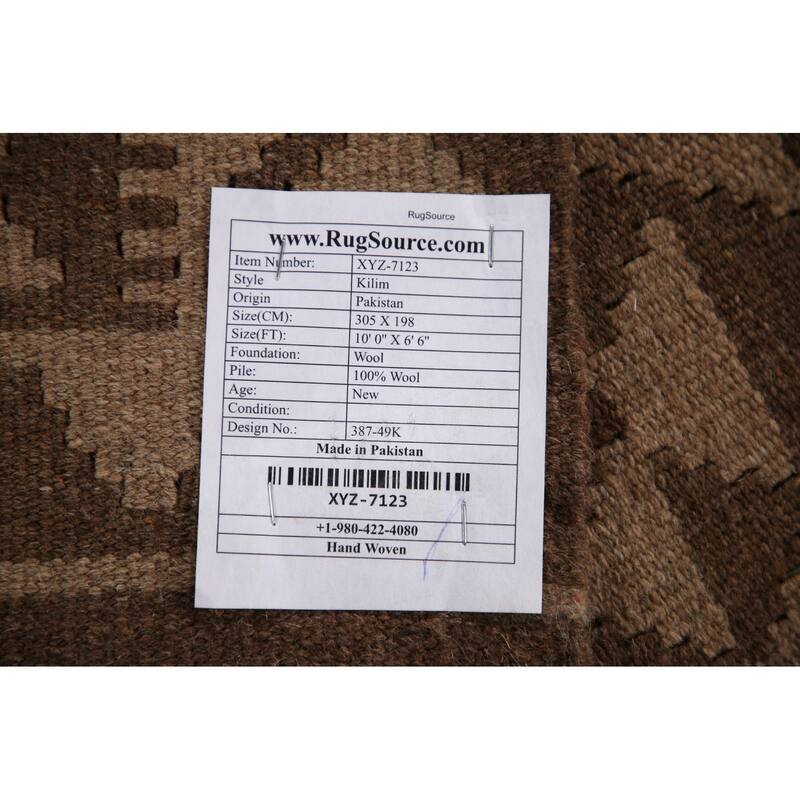 RugSource
www.RugSource.com
Item Number: XYZ-7123
Style Kilim
Origin Pakistan
Size(CM): 305 X 198
Size(FT): 10' 0" X 6' 6"
Foundation: Wool
Pile: 100% Wool
Age: New
Condition:
Design No.: 387-49K
Made in Pakistan
XYZ-7123
+1-980-422-4080
Hand Woven